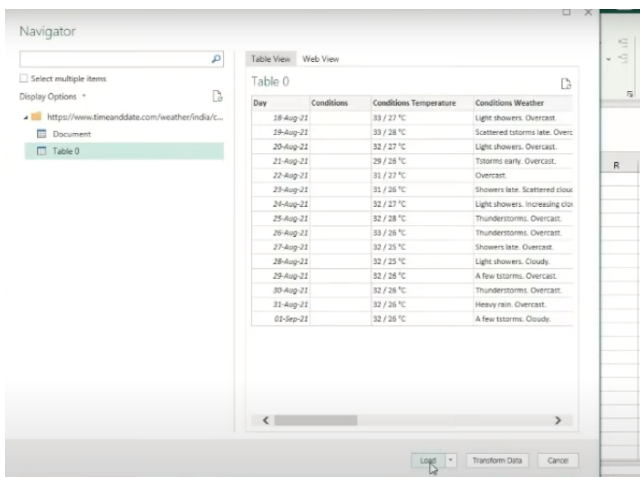 Navigator
Select multiple items
Display Options
https://www.timeanddate.com/weather/india/c...
Document
Table 0
Table View Web View
Table 0
Day Conditions Conditions Temperature Conditions Weather
18-Aug-21 33 / 27 °C Light showers. Overcast.
19-Aug-21 33 / 28 °C Scattered tstorms late. Overc
20-Aug-21 32 / 27 °C Light showers. Overcast.
21-Aug-21 29 / 26 °C Tstorms early. Overcast.
22-Aug-21 31 / 27 °C Overcast.
23-Aug-21 31 / 26 °C Showers late. Scattered clouc
24-Aug-21 32 / 27 °C Light showers. Increasing clou
25-Aug-21 32 / 28 °C Thunderstorms. Overcast.
26-Aug-21 33 / 26 °C Thunderstorms. Overcast.
27-Aug-21 32 / 25 °C Showers late. Overcast.
28-Aug-21 32 / 25 °C Light showers. Cloudy.
29-Aug-21 32 / 26 °C A few tstorms. Overcast.
30-Aug-21 32 / 26 °C Thunderstorms. Overcast.
31-Aug-21 32 / 26 °C Heavy rain. Overcast.
01-Sep-21 32 / 26 °C A few tstorms. Cloudy.
R
Load Transform Data Cancel